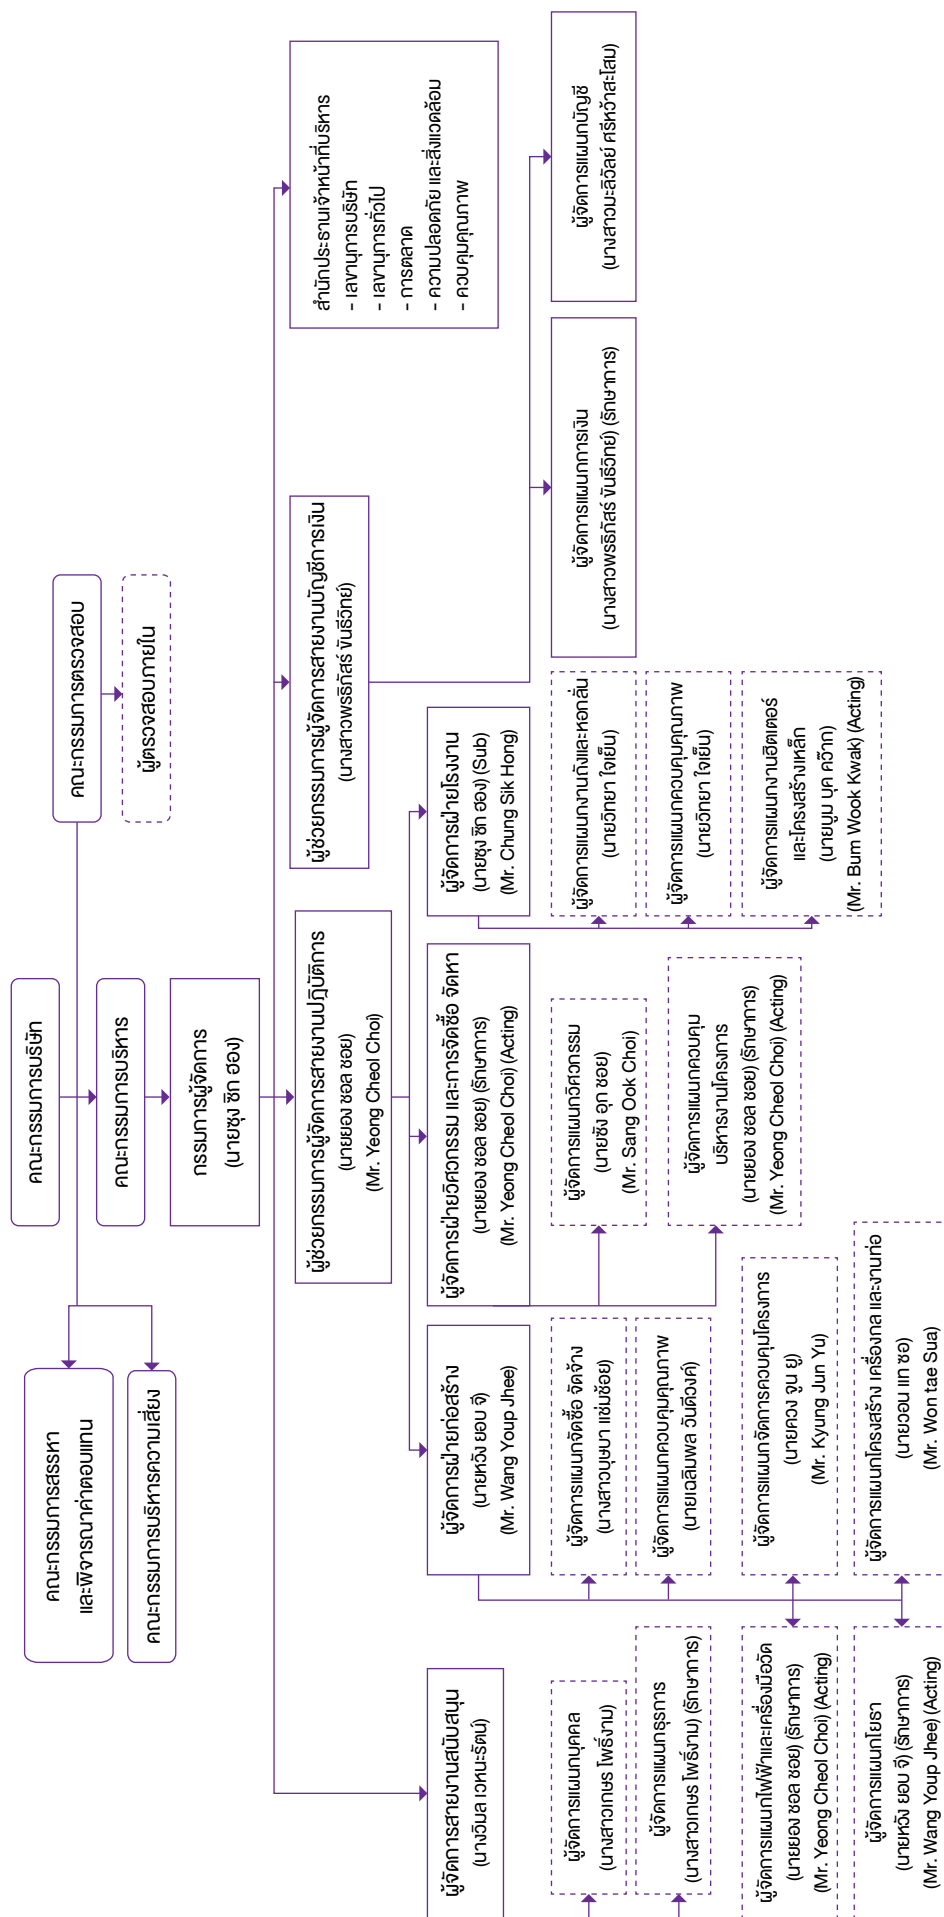 คณะกรรมการบริษัท
คณะกรรมการตรวจสอบ
ผู้ตรวจสอบภายใน
คณะกรรมการสรรหา
และพิจารณาค่าตอบแทน
คณะกรรมการบริหารความเสี่ยง
คณะกรรมการบริหาร
กรรมการผู้จัดการ
(นายชุง ซิก ฮอง)
ผู้จัดการสายงานสนับสนุน
(นางวิมล เวหนะรัตน์)
ผู้ช่วยกรรมการผู้จัดการสายงานปฏิบัติการ
(นายยอง ชอล ชอย)
(Mr. Yeong Cheol Choi)
ผู้ช่วยกรรมการผู้จัดการสายงานบัญชีการเงิน
(นางสาวพรธิภัสร์ ขันธ์วิทย์)
สำนักประธานเจ้าหน้าที่บริหาร
- เลขานุการบริษัท
- เลขานุการทั่วไป
- การตลาด
- ความปลอดภัย และสิ่งแวดล้อม
- ควบคุมคุณภาพ
ผู้จัดการฝ่ายก่อสร้าง
(นายหวัง ยอบ จี)
(Mr. Wang Youp Jhee)
ผู้จัดการฝ่ายวิศวกรรม และการจัดซื้อ จัดหา
(นายยอง ชอล ชอย) (รักษาการ)
(Mr. Yeong Cheol Choi) (Acting)
ผู้จัดการฝ่ายโรงงาน
(นายชุง ซิก ฮอง) (Sub)
(Mr. Chung Sik Hong)
ผู้จัดการแผนกบุคคล
(นางสาวเกษร โพธิ์งาม)
ผู้จัดการแผนกธุรการ
(นางสาวเกษร โพธิ์งาม) (รักษาการ)
ผู้จัดการแผนกไฟฟ้าและเครื่องมือวัด
(นายยอง ชอล ชอย) (รักษาการ)
(Mr. Yeong Cheol Choi) (Acting)
ผู้จัดการแผนกโยธา
(นายหวัง ยอบ จี) (รักษาการ)
(Mr. Wang Youp Jhee) (Acting)
ผู้จัดการแผนกจัดซื้อ จัดจ้าง
(นางสาวบุษบา แช่มช้อย)
ผู้จัดการแผนกควบคุมคุณภาพ
(นายเฉลิมพล วันดีวงค์)
ผู้จัดการแผนกจัดการควบคุมโครงการ
(นายควง จูน ยู)
(Mr. Kyung Jun Yu)
ผู้จัดการแผนกโครงสร้าง เครื่องกล และงานท่อ
(นายวอน แท ซอ)
(Mr. Won tae Sua)
ผู้จัดการแผนกวิศวกรรม
(นายซัง อุก ชอย)
(Mr. Sang Ook Choi)
ผู้จัดการแผนกควบคุม
บริหารงานโครงการ
(นายยอง ชอล ชอย) (รักษาการ)
(Mr. Yeong Cheol Choi) (Acting)
ผู้จัดการแผนกงานถังและหอกลั่น
(นายวิทยา ใจเย็น)
ผู้จัดการแผนกควบคุมคุณภาพ
(นายวิทยา ใจเย็น)
ผู้จัดการแผนกงานฮีตเตอร์
และโครงสร้างเหล็ก
(นายบูม บุค คว๊าก)
(Mr. Bum Wook Kwak) (Acting)
ผู้จัดการแผนกการเงิน
(นางสาวพรธิภัสร์ ขันธ์วิทย์) (รักษาการ)
ผู้จัดการแผนกบัญชี
(นางสาวมะลิวัลย์ ศรีหว้าสะโสม)